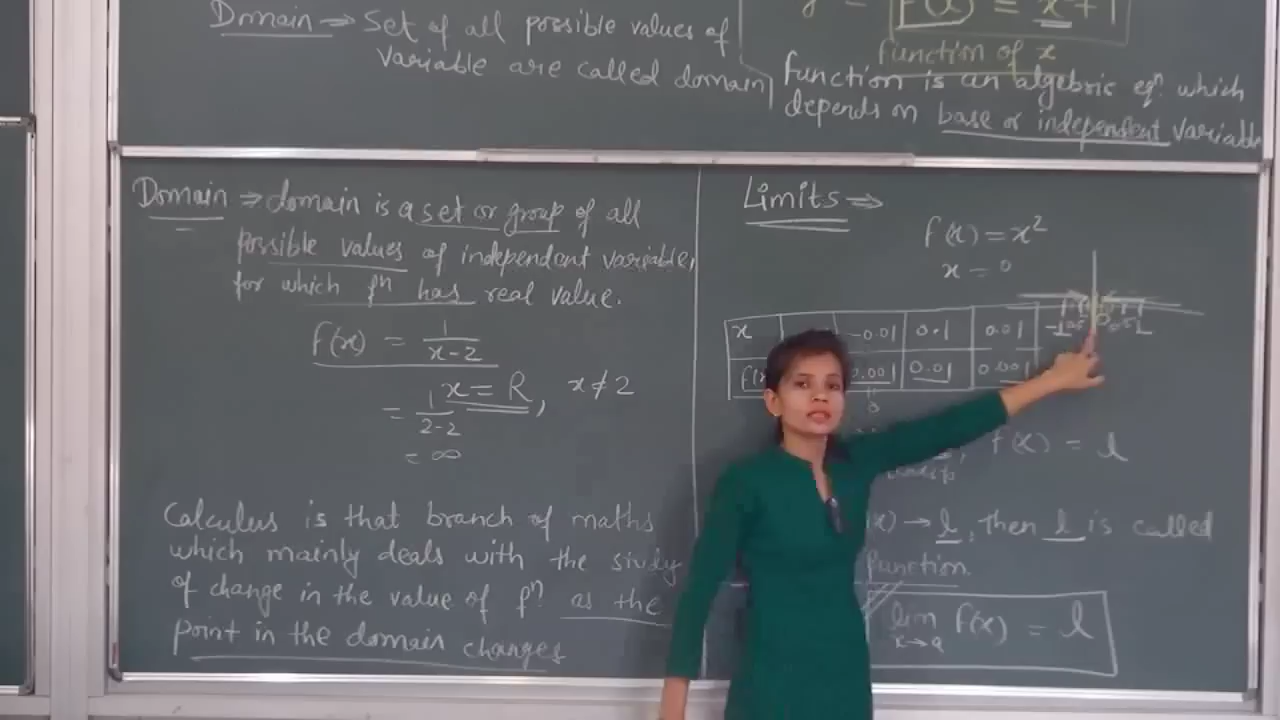 Domain ⇒ Set of all possible values of
variable are called domain
y = F(x) = x+1
function of x
function is an algebric eqⁿ which
depends on base or independent variable
Domain ⇒ domain is a set or group of all
possible values of independent variable,
for which fⁿ has real value.
f(x) = 1/(x-2)
x = R, x ≠ 2
= 1/(2-2)
= ∞
Calculus is that branch of maths
which mainly deals with the study
of change in the value of fⁿ as the
point in the domain changes
Limits ⇒
f(x) = x²
x = 0
x -0.01 0.1 0.01
f(x 0.001 0.01 0.001
f(x) = l
x) → l, then l is called
function.
lim x→a f(x) = l